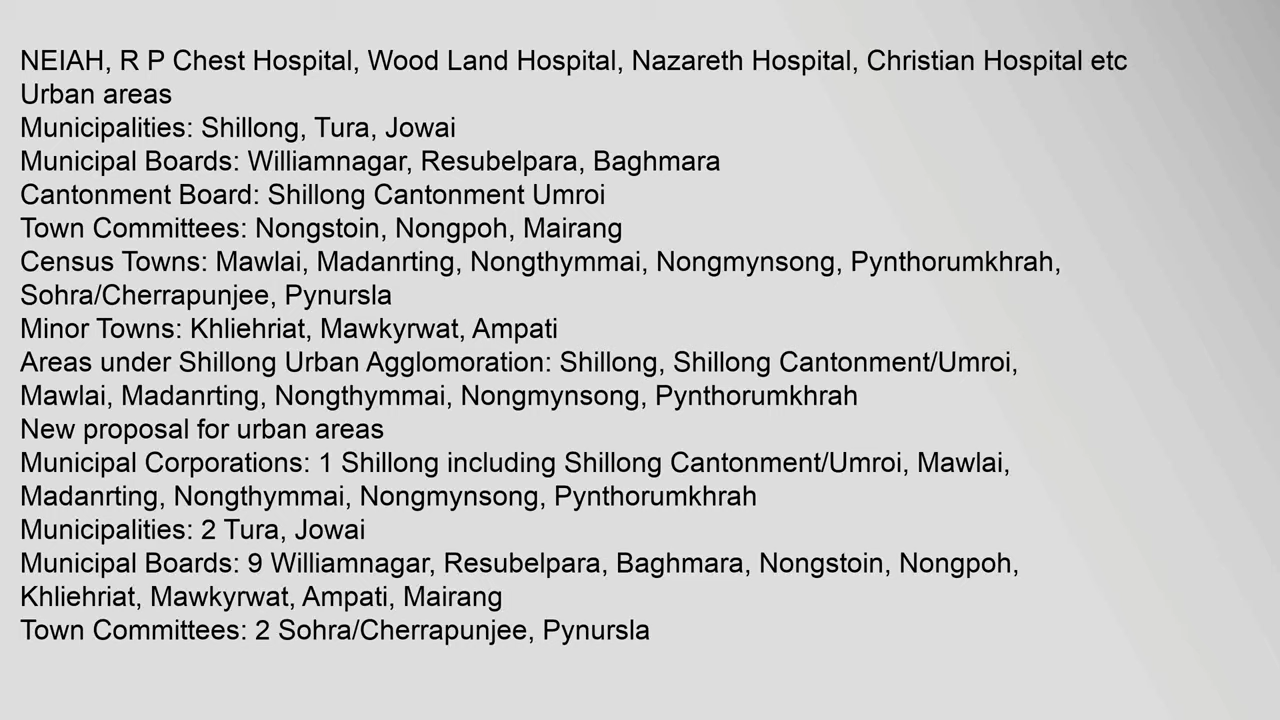 NEIAH, R P Chest Hospital, Wood Land Hospital, Nazareth Hospital, Christian Hospital etc
Urban areas
Municipalities: Shillong, Tura, Jowai
Municipal Boards: Williamnagar, Resubelpara, Baghmara
Cantonment Board: Shillong Cantonment Umroi
Town Committees: Nongstoin, Nongpoh, Mairang
Census Towns: Mawlai, Madanrting, Nongthymmai, Nongmynsong, Pynthorumkhrah,
Sohra/Cherrapunjee, Pynursla
Minor Towns: Khliehriat, Mawkyrwat, Ampati
Areas under Shillong Urban Agglomoration: Shillong, Shillong Cantonment/Umroi,
Mawlai, Madanrting, Nongthymmai, Nongmynsong, Pynthorumkhrah
New proposal for urban areas
Municipal Corporations: 1 Shillong including Shillong Cantonment/Umroi, Mawlai,
Madanrting, Nongthymmai, Nongmynsong, Pynthorumkhrah
Municipalities: 2 Tura, Jowai
Municipal Boards: 9 Williamnagar, Resubelpara, Baghmara, Nongstoin, Nongpoh,
Khliehriat, Mawkyrwat, Ampati, Mairang
Town Committees: 2 Sohra/Cherrapunjee, Pynursla